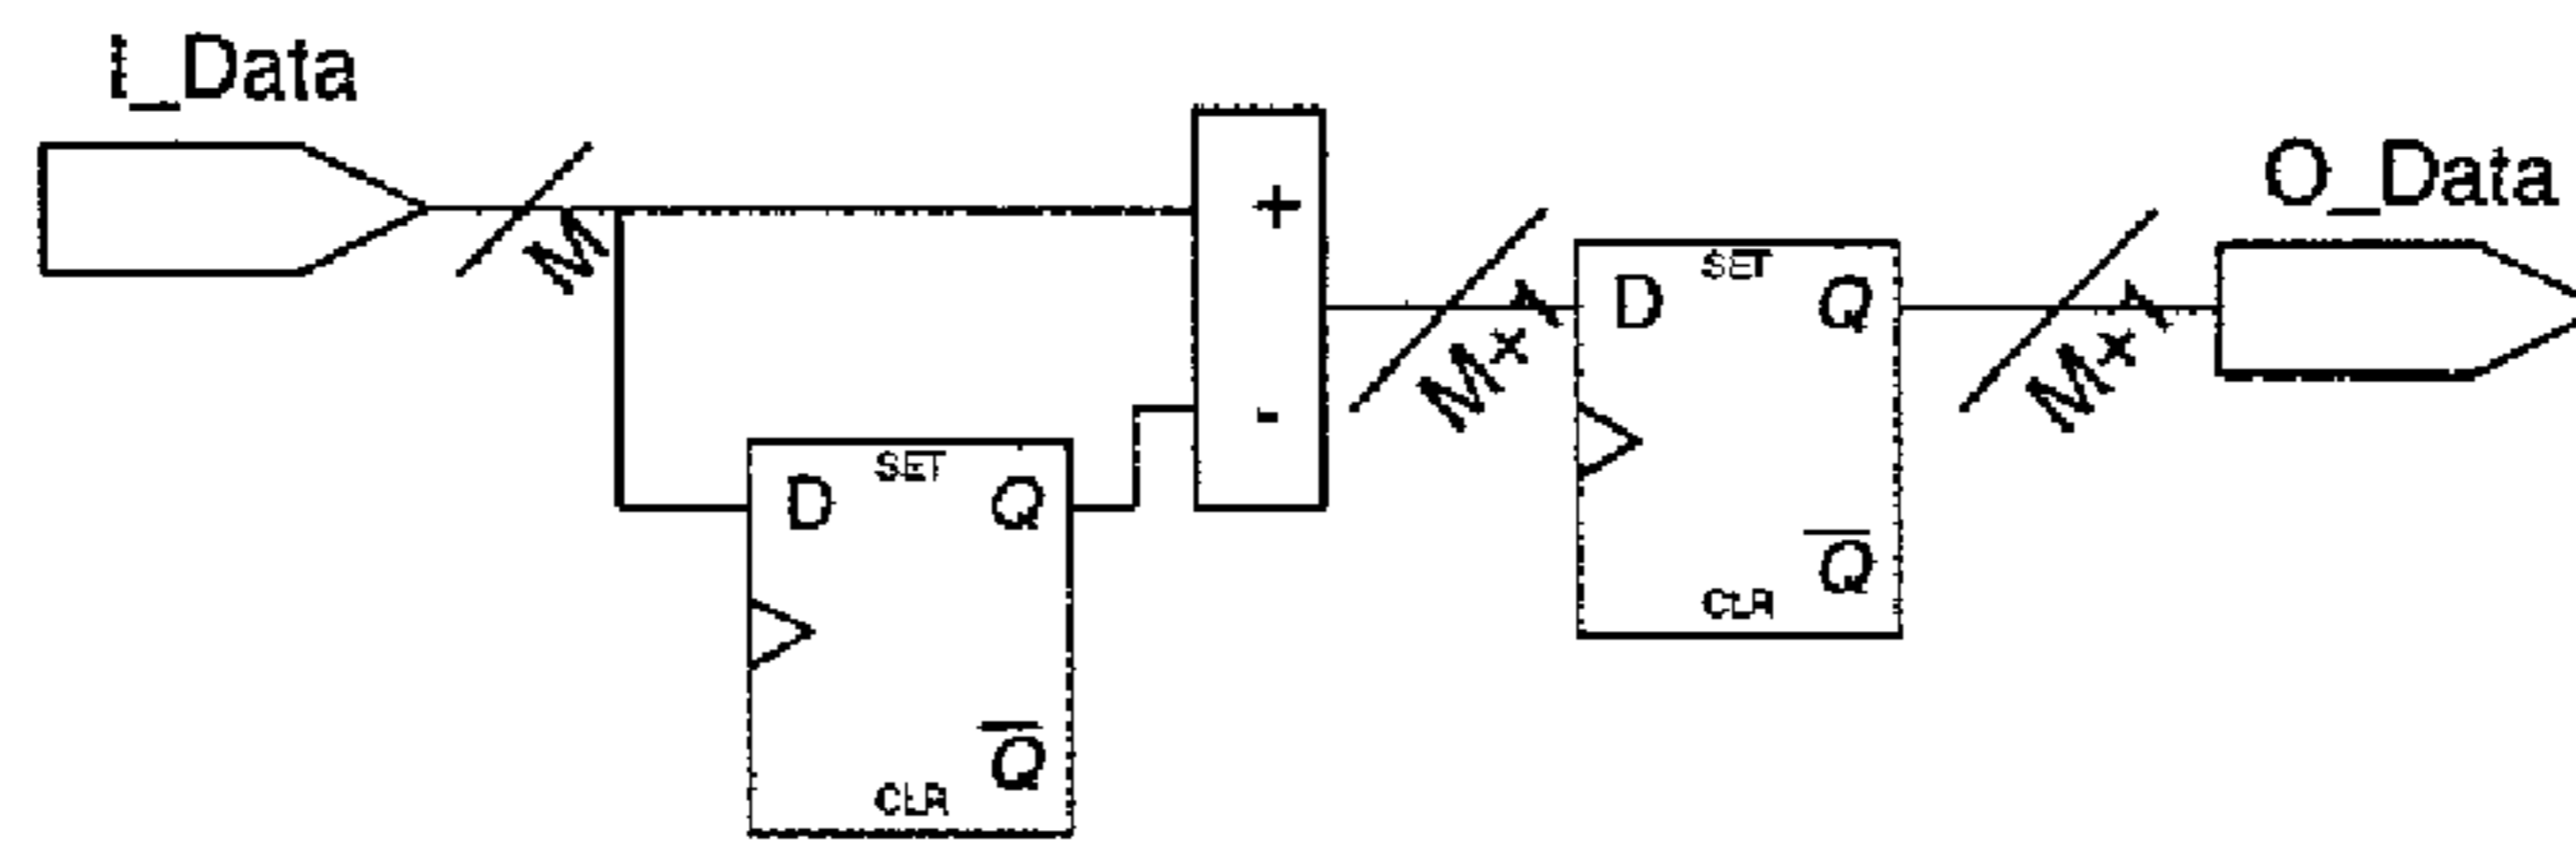 I_Data
M
+
-
D SET Q
Q
CLR
M+1
D SET Q
Q
CLR
M+1
O_Data